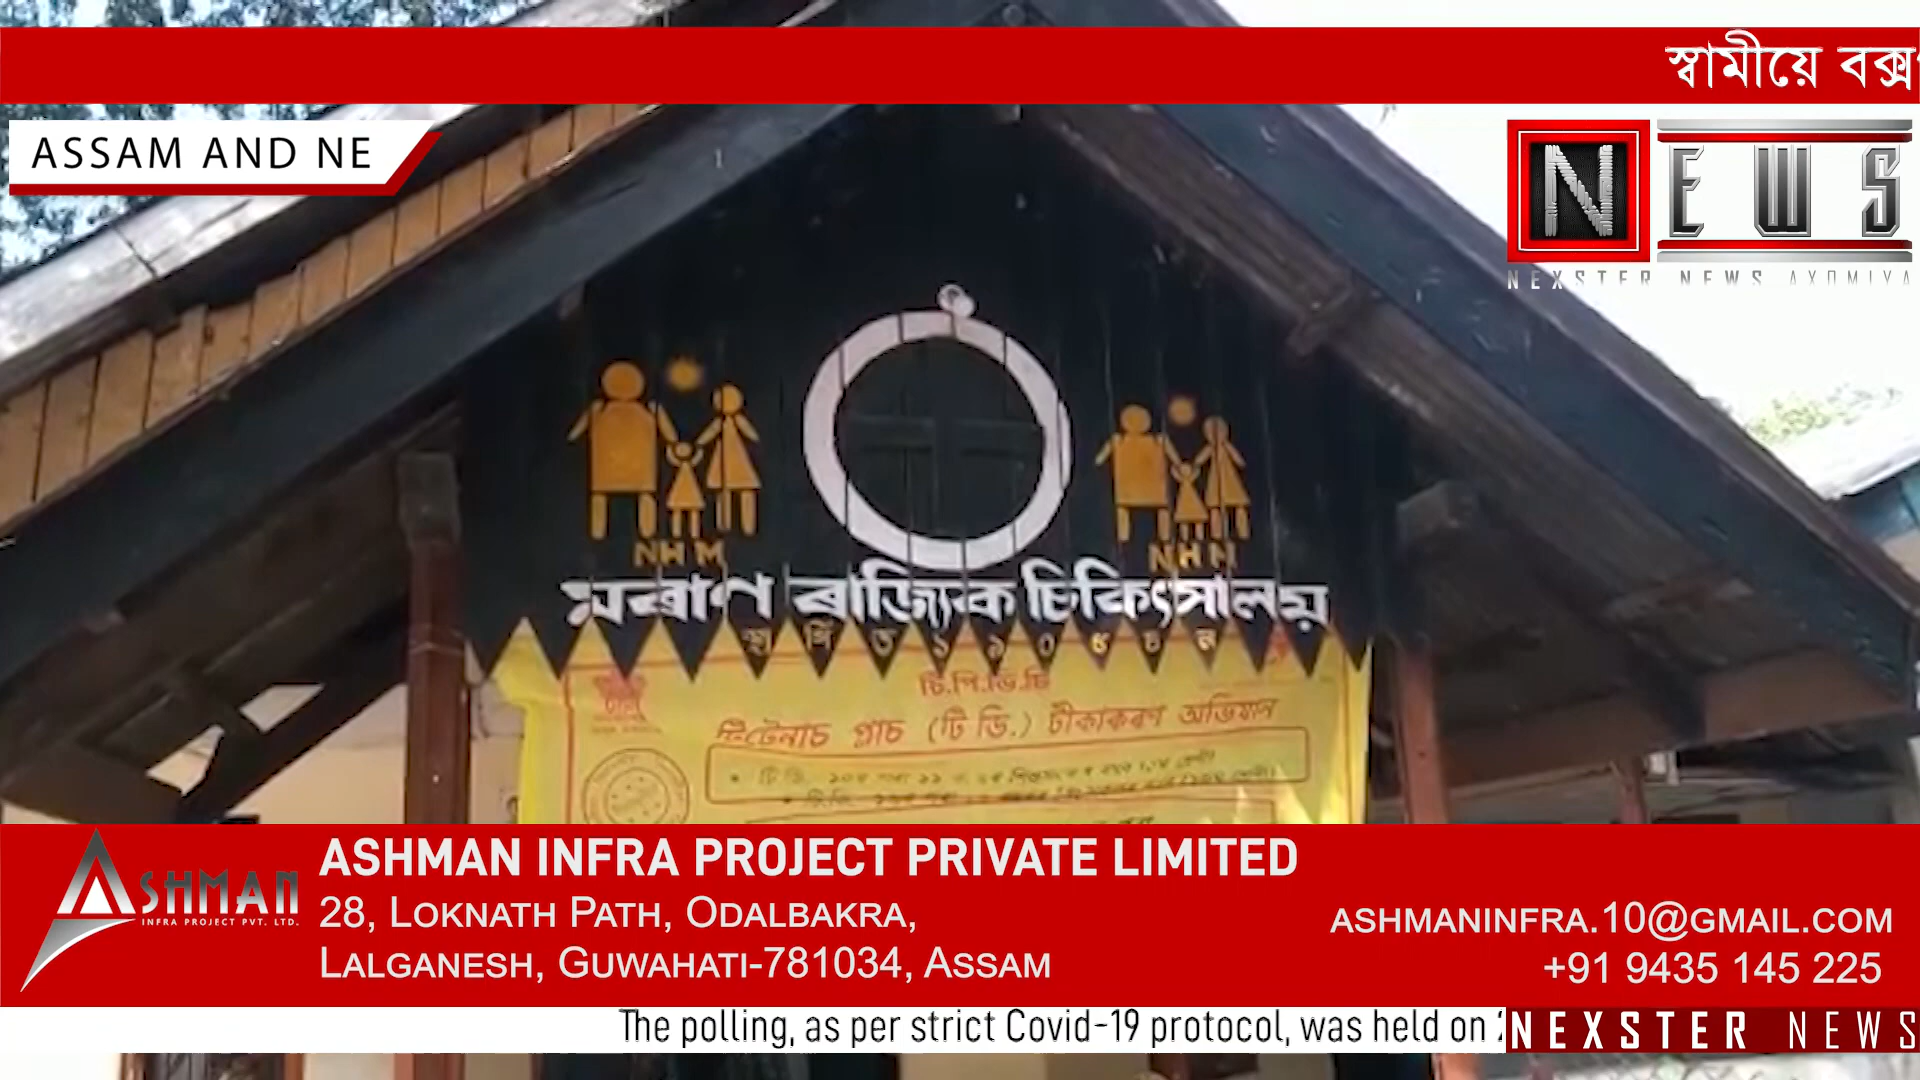 স্বামীয়ে বক্স
ASSAM AND NE
NEWS
NEXSTER NEWS AXOMIYA
NHM
NHM
মৰাণ ৰাজ্যিক চিকিৎসালয়
স্থাপিত ১৯০৫ চন
টি.পি.ভি.টি
টিটেনাচ প্লাচ (টি ডি.) টীকাকৰণ অভিযান
ASHMAN
INFRA PROJECT PVT. LTD.
ASHMAN INFRA PROJECT PRIVATE LIMITED
28, LOKNATH PATH, ODALBAKRA,
LALGANESH, GUWAHATI-781034, ASSAM
ASHMANINFRA.10@GMAIL.COM
+91 9435 145 225
The polling, as per strict Covid-19 protocol, was held on
NEXSTER NEWS